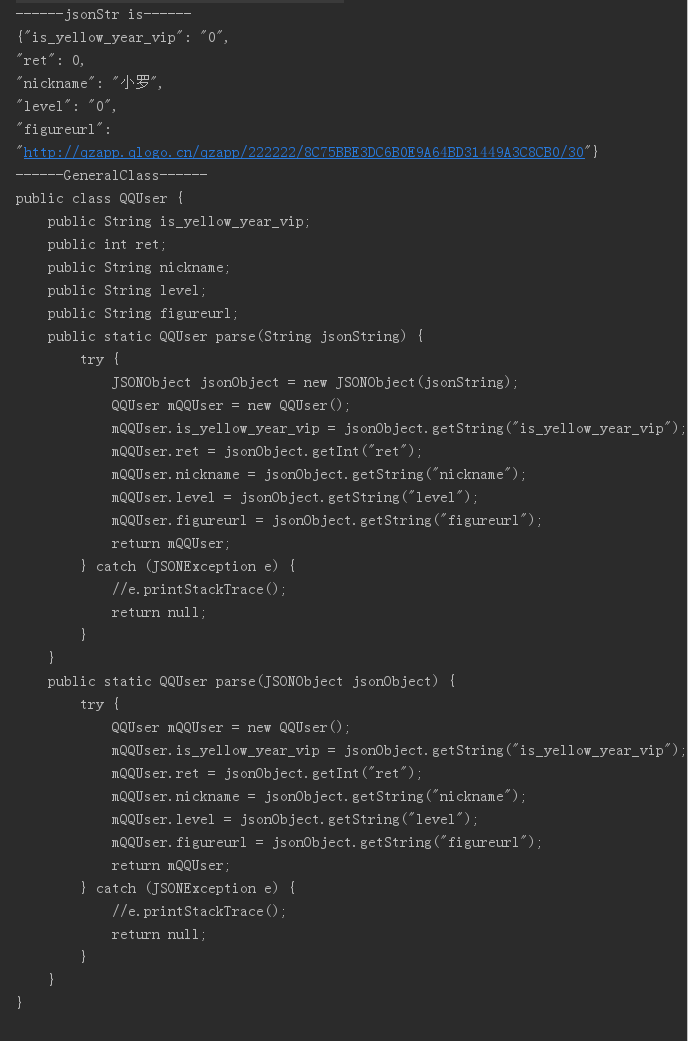 ------jsonStr is------
{"is_yellow_year_vip": "0",
"ret": 0,
"nickname": "小罗",
"level": "0",
"figureurl":
"http://qzapp.qlogo.cn/qzapp/222222/8C75BBE3DC6B0E9A64BD31449A3C8CB0/30"}
------GeneralClass------
public class QQUser {
    public String is_yellow_year_vip;
    public int ret;
    public String nickname;
    public String level;
    public String figureurl;
    public static QQUser parse(String jsonString) {
        try {
            JSONObject jsonObject = new JSONObject(jsonString);
            QQUser mQQUser = new QQUser();
            mQQUser.is_yellow_year_vip = jsonObject.getString("is_yellow_year_vip");
            mQQUser.ret = jsonObject.getInt("ret");
            mQQUser.nickname = jsonObject.getString("nickname");
            mQQUser.level = jsonObject.getString("level");
            mQQUser.figureurl = jsonObject.getString("figureurl");
            return mQQUser;
        } catch (JSONException e) {
            //e.printStackTrace();
            return null;
        }
    }
    public static QQUser parse(JSONObject jsonObject) {
        try {
            QQUser mQQUser = new QQUser();
            mQQUser.is_yellow_year_vip = jsonObject.getString("is_yellow_year_vip");
            mQQUser.ret = jsonObject.getInt("ret");
            mQQUser.nickname = jsonObject.getString("nickname");
            mQQUser.level = jsonObject.getString("level");
            mQQUser.figureurl = jsonObject.getString("figureurl");
            return mQQUser;
        } catch (JSONException e) {
            //e.printStackTrace();
            return null;
        }
    }
}